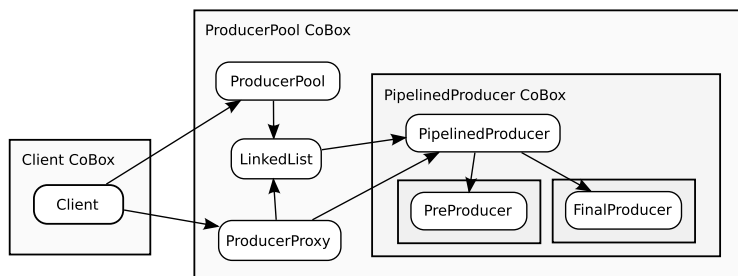 ProducerPool CoBox
ProducerPool
PipelinedProducer CoBox
PipelinedProducer
Client CoBox
LinkedList
Client
PreProducer
FinalProducer
ProducerProxy